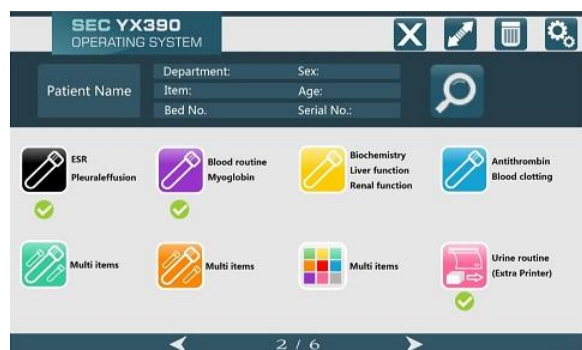 SEC YX390
OPERATING SYSTEM
Patient Name
Department:
Sex:
Item:
Age:
Bed No.
Serial No.:
ESR
Pleuraleffusion
Blood routine
Myoglobin
Biochemistry
Liver function
Renal function
Antithrombin
Blood clotting
Multi items
Multi items
Multi items
Urine routine
(Extra Printer)
2 / 6